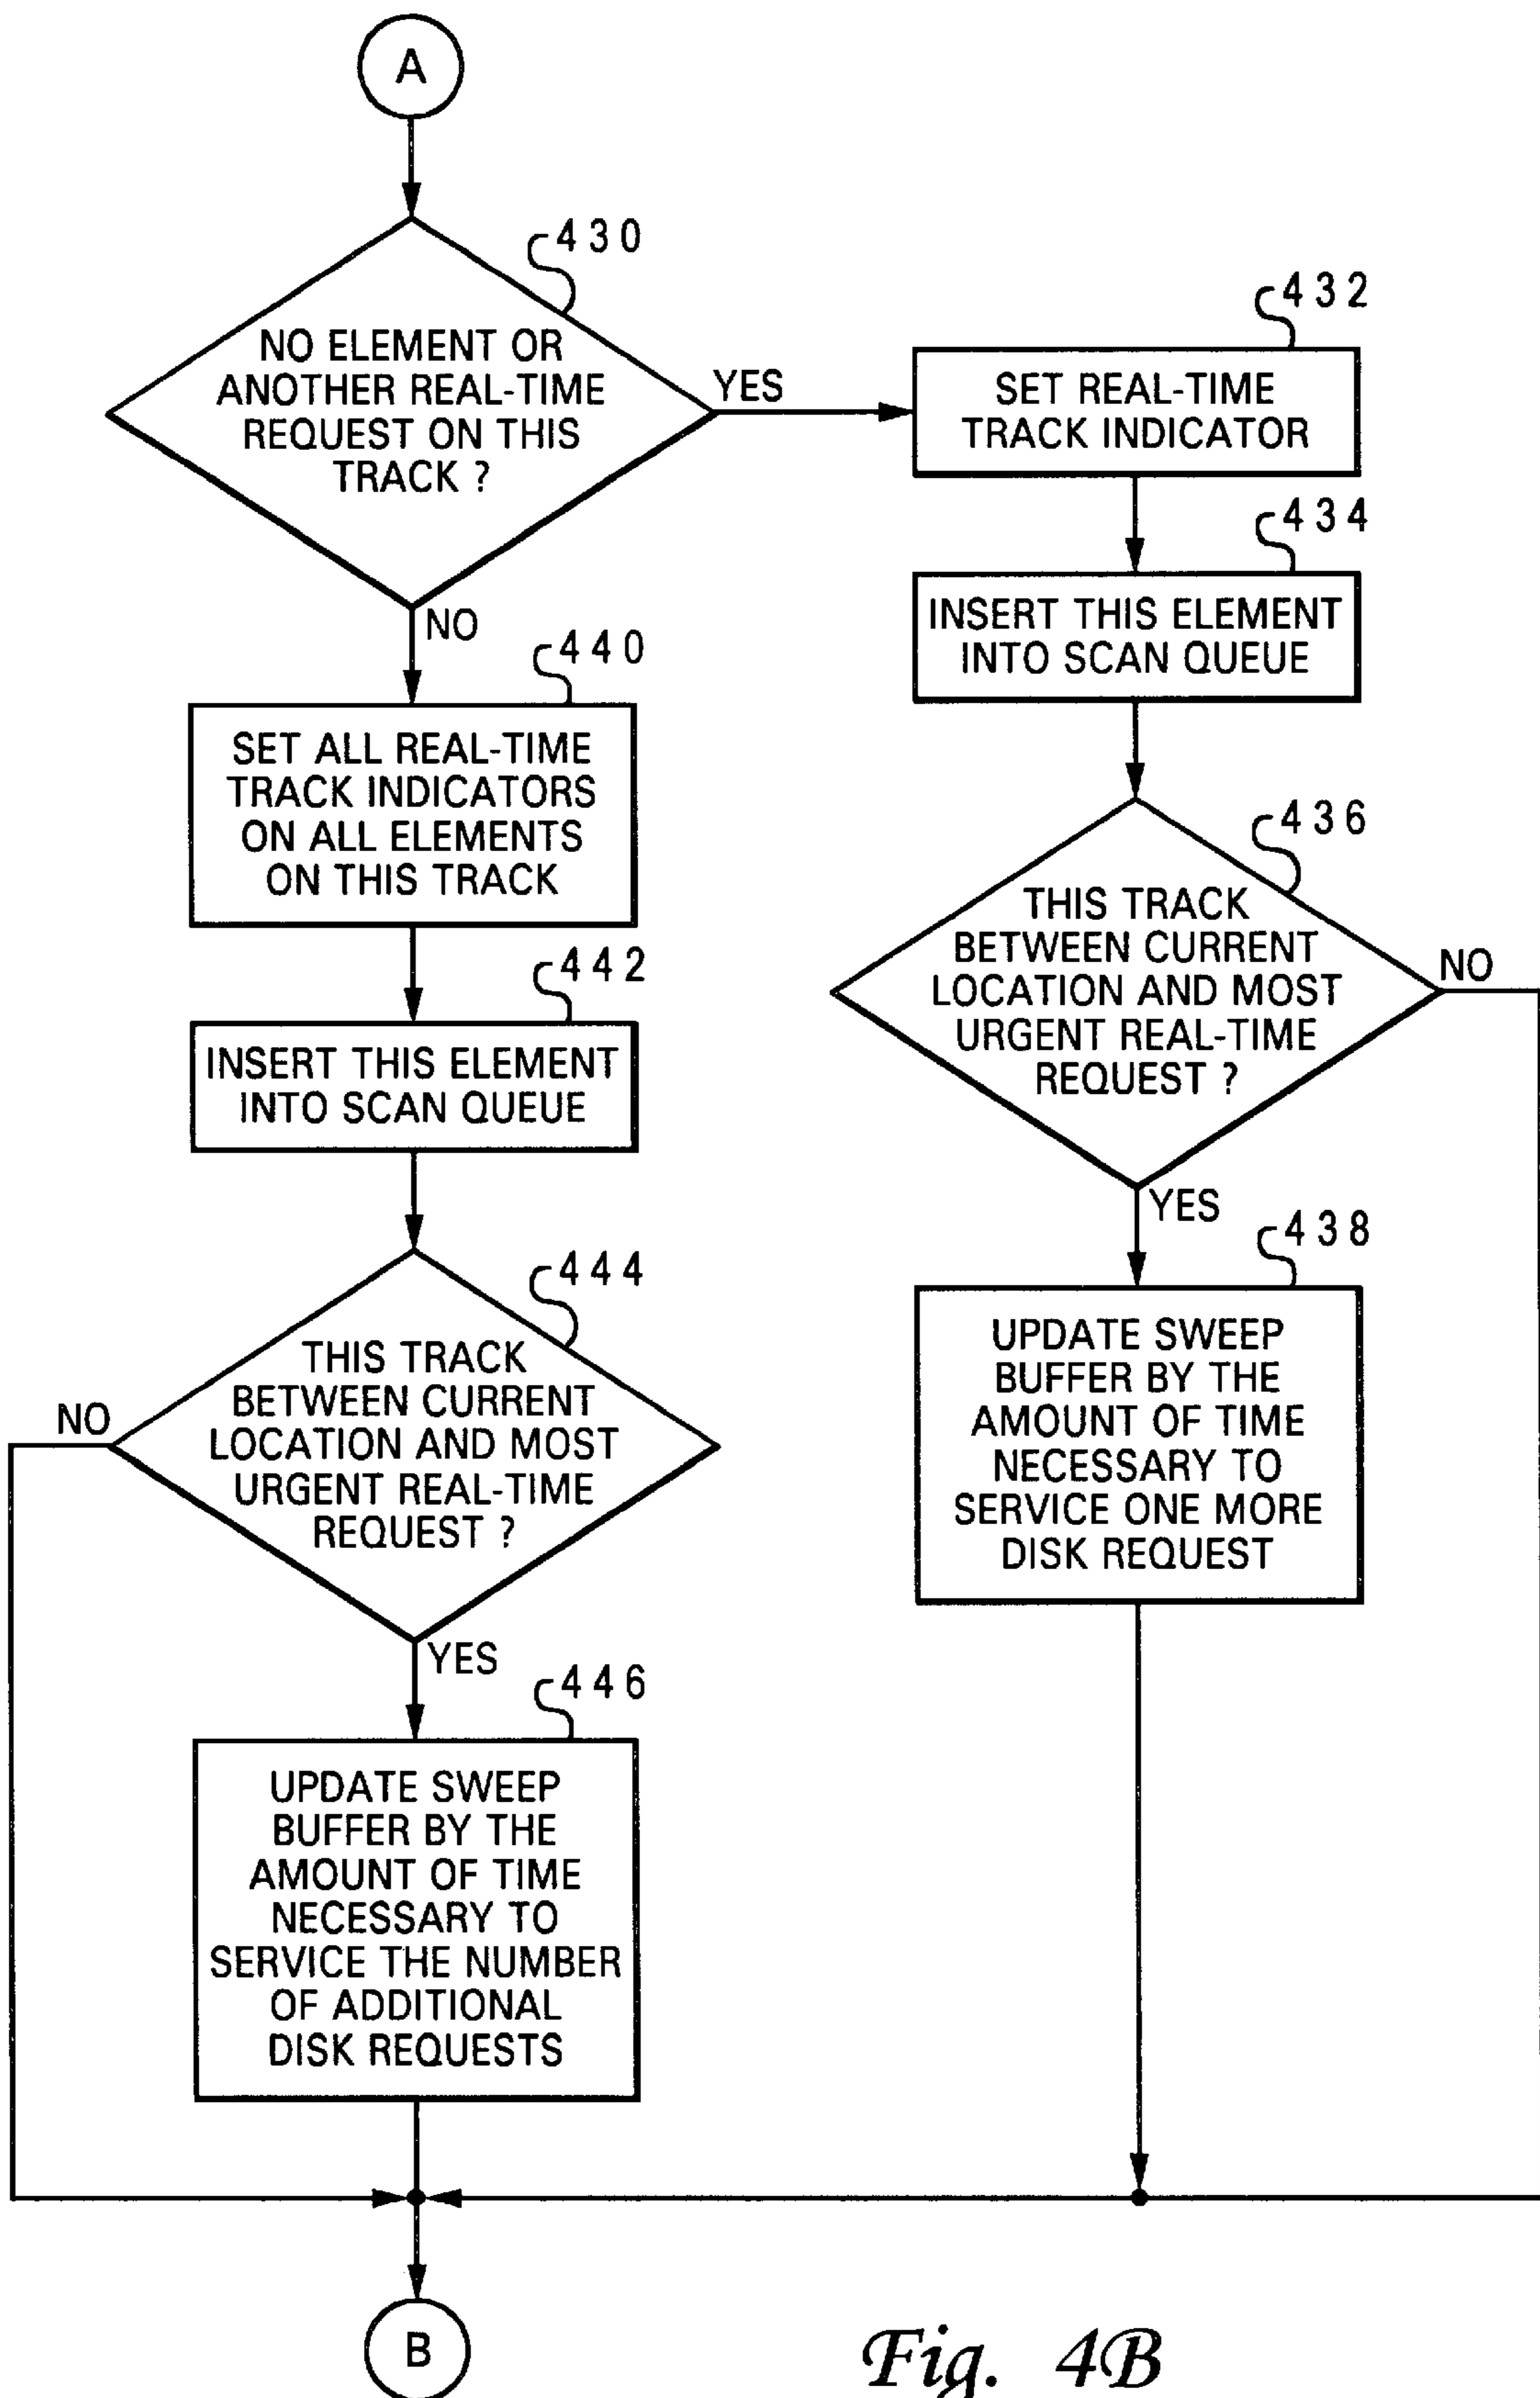 A
430
NO ELEMENT OR
ANOTHER REAL-TIME
REQUEST ON THIS
TRACK ?
YES
NO
432
SET REAL-TIME
TRACK INDICATOR
434
INSERT THIS ELEMENT
INTO SCAN QUEUE
436
THIS TRACK
BETWEEN CURRENT
LOCATION AND MOST
URGENT REAL-TIME
REQUEST ?
NO
YES
438
UPDATE SWEEP
BUFFER BY THE
AMOUNT OF TIME
NECESSARY TO
SERVICE ONE MORE
DISK REQUEST
440
SET ALL REAL-TIME
TRACK INDICATORS
ON ALL ELEMENTS
ON THIS TRACK
442
INSERT THIS ELEMENT
INTO SCAN QUEUE
444
THIS TRACK
BETWEEN CURRENT
LOCATION AND MOST
URGENT REAL-TIME
REQUEST ?
NO
YES
446
UPDATE SWEEP
BUFFER BY THE
AMOUNT OF TIME
NECESSARY TO
SERVICE THE NUMBER
OF ADDITIONAL
DISK REQUESTS
B
Fig. 4B